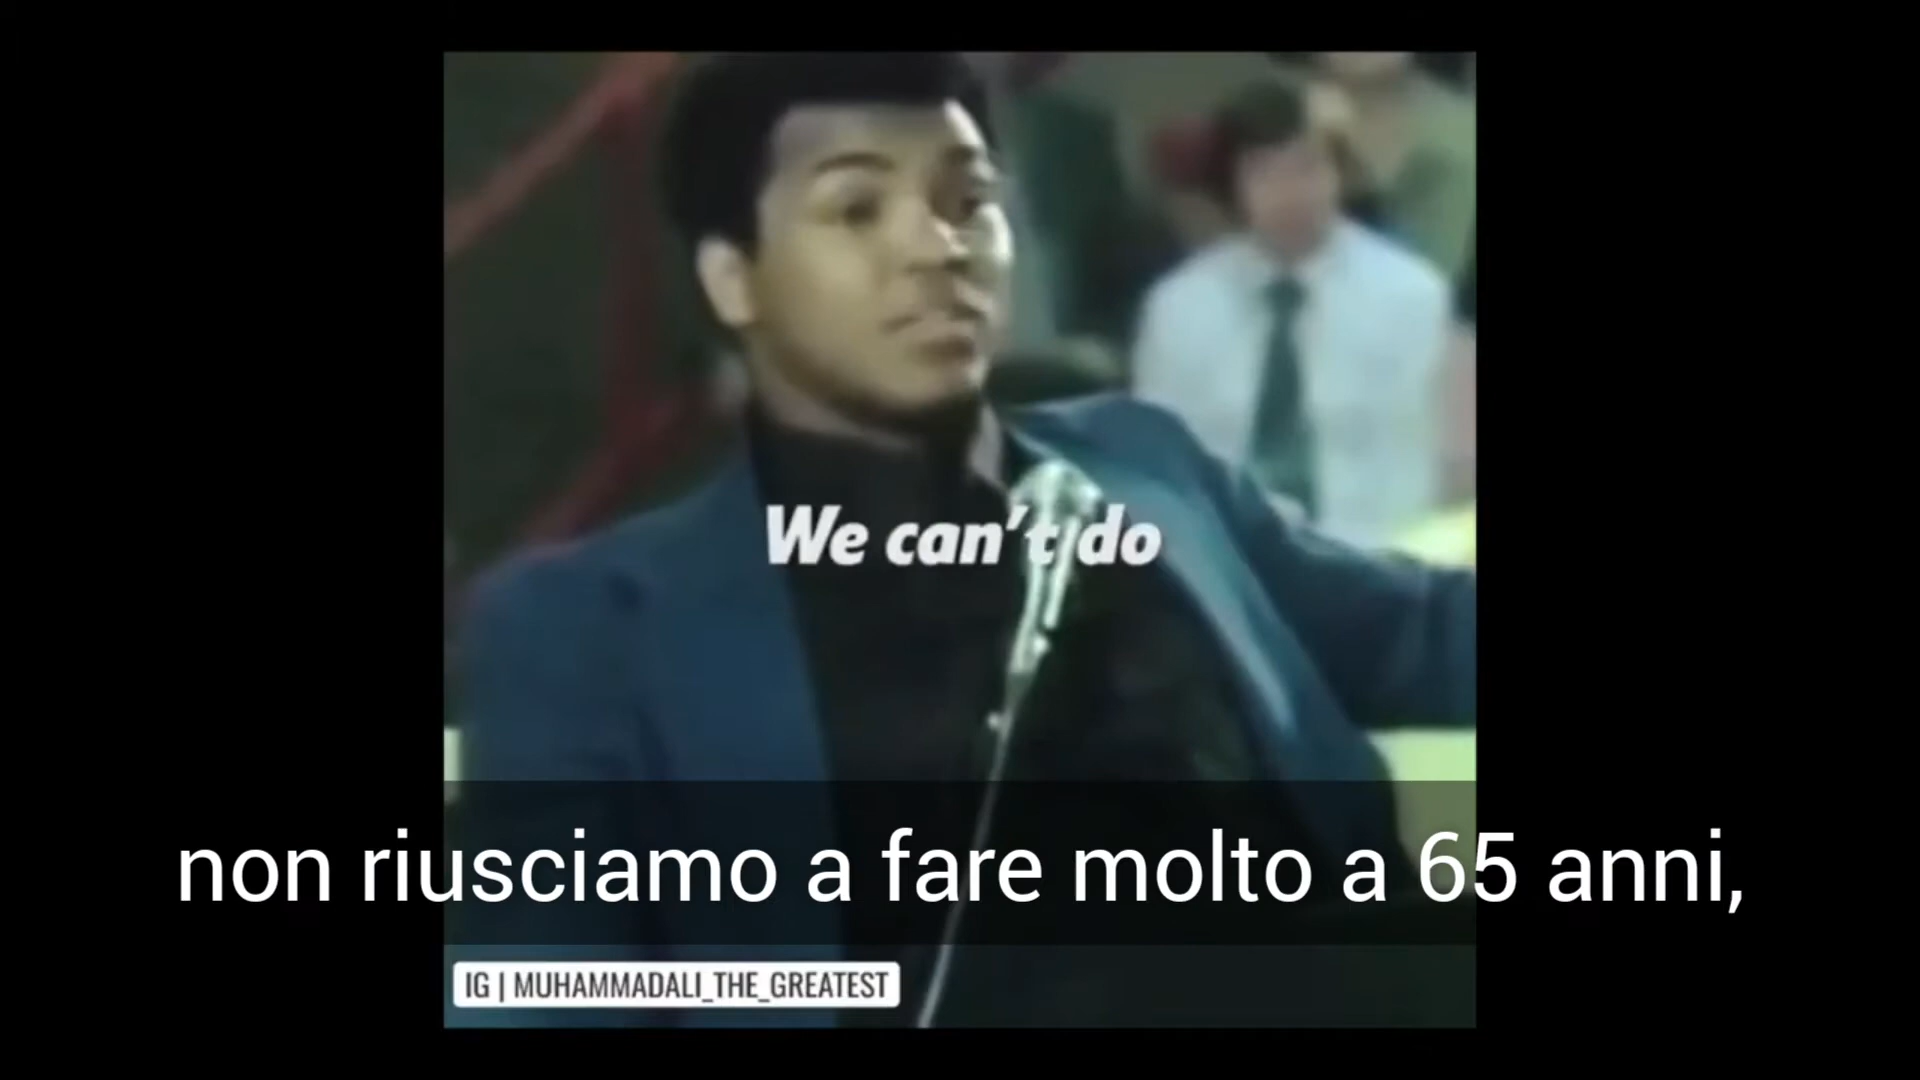 We can't do
non riusciamo a fare molto a 65 anni,
IG | MUHAMMADALI_THE_GREATEST